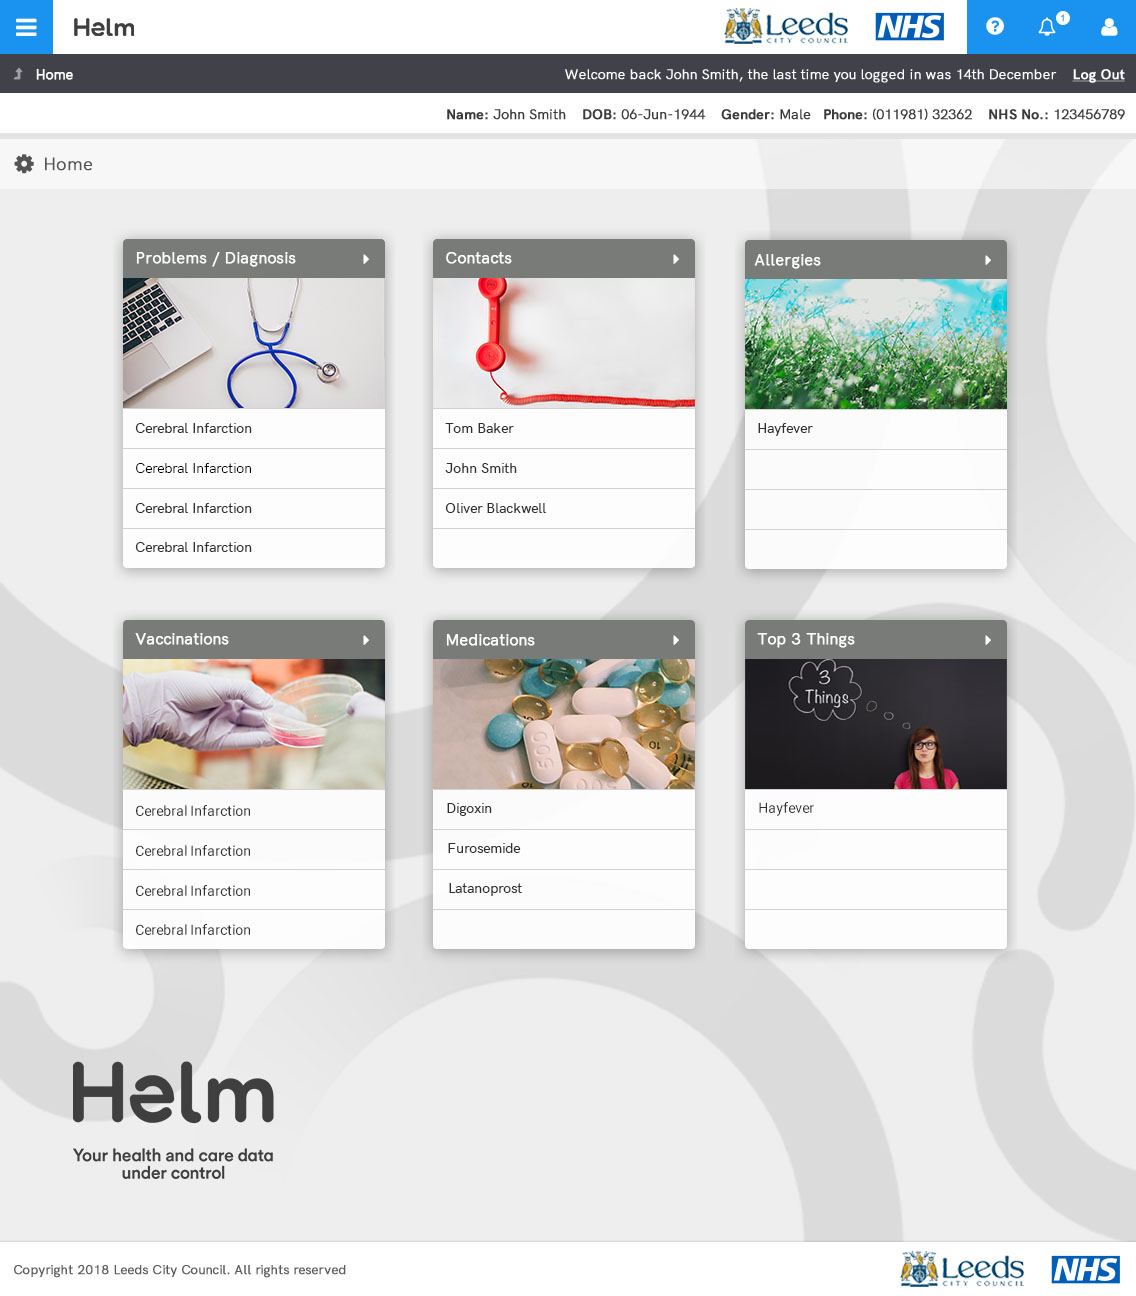 Helm
Leeds
CITY COUNCIL
NHS
1
Home
Welcome back John Smith, the last time you logged in was 14th December
Log Out
Name: John Smith DOB: 06-Jun-1944 Gender: Male Phone: (011981) 32362 NHS No.: 123456789
Home
Problems / Diagnosis
Cerebral Infarction
Cerebral Infarction
Cerebral Infarction
Cerebral Infarction
Contacts
Tom Baker
John Smith
Oliver Blackwell
Allergies
Hayfever
Vaccinations
Cerebral Infarction
Cerebral Infarction
Cerebral Infarction
Cerebral Infarction
Medications
500
10
Digoxin
Furosemide
Latanoprost
Top 3 Things
3
Things
Hayfever
Helm
Your health and care data
under control
Copyright 2018 Leeds City Council. All rights reserved
Leeds
CITY COUNCIL
NHS